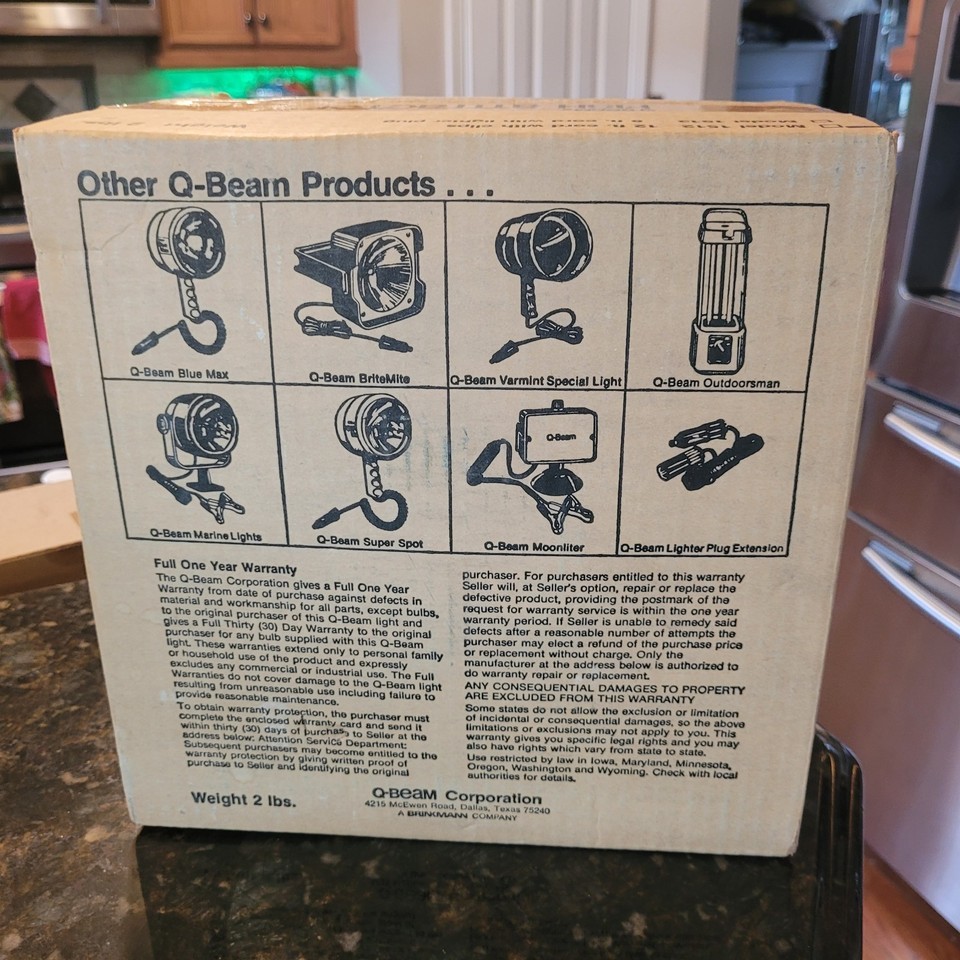 Other Q-Beam Products . . .
Q-Beam Blue Max
Q-Beam BriteMite
Q-Beam Varmint Special Light
Q-Beam Outdoorsman
Q-Beam
Q-Beam Marine Lights
Q-Beam Super Spot
Q-Beam Moonliter
Q-Beam Lighter Plug Extension
Full One Year Warranty
The Q-Beam Corporation gives a Full One Year
Warranty from date of purchase against defects in
material and workmanship for all parts, except bulbs,
to the original purchaser of this Q-Beam light and
gives a Full Thirty (30) Day Warranty to the original
purchaser for any bulb supplied with this Q-Beam
light. These warranties extend only to personal family
or household use of the product and expressly
excludes any commercial or industrial use. The Full
Warranties do not cover damage to the Q-Beam light
resulting from unreasonable use including failure to
provide reasonable maintenance.
To obtain warranty protection, the purchaser must
complete the enclosed warranty card and send it
within thirty (30) days of purchase to Seller at the
address below: Attention Service Department:
Subsequent purchasers may become entitled to the
warranty protection by giving written proof of
purchase to Seller and identifying the original
purchaser. For purchasers entitled to this warranty
Seller will, at Seller's option, repair or replace the
defective product, providing the postmark of the
request for warranty service is within the one year
warranty period. If Seller is unable to remedy said
defects after a reasonable number of attempts the
purchaser may elect a refund of the purchase price
or replacement without charge. Only the
manufacturer at the address below is authorized to
do warranty repair or replacement.
ANY CONSEQUENTIAL DAMAGES TO PROPERTY
ARE EXCLUDED FROM THIS WARRANTY
Some states do not allow the exclusion or limitation
of incidental or consequential damages, so the above
limitations or exclusions may not apply to you. This
warranty gives you specific legal rights and you may
also have rights which vary from state to state.
Use restricted by law in Iowa, Maryland, Minnesota,
Oregon, Washington and Wyoming. Check with local
authorities for details.
Weight 2 lbs.
Q-BEAM Corporation
4215 McEwen Road, Dallas, Texas 75240
A BRINKMANN COMPANY